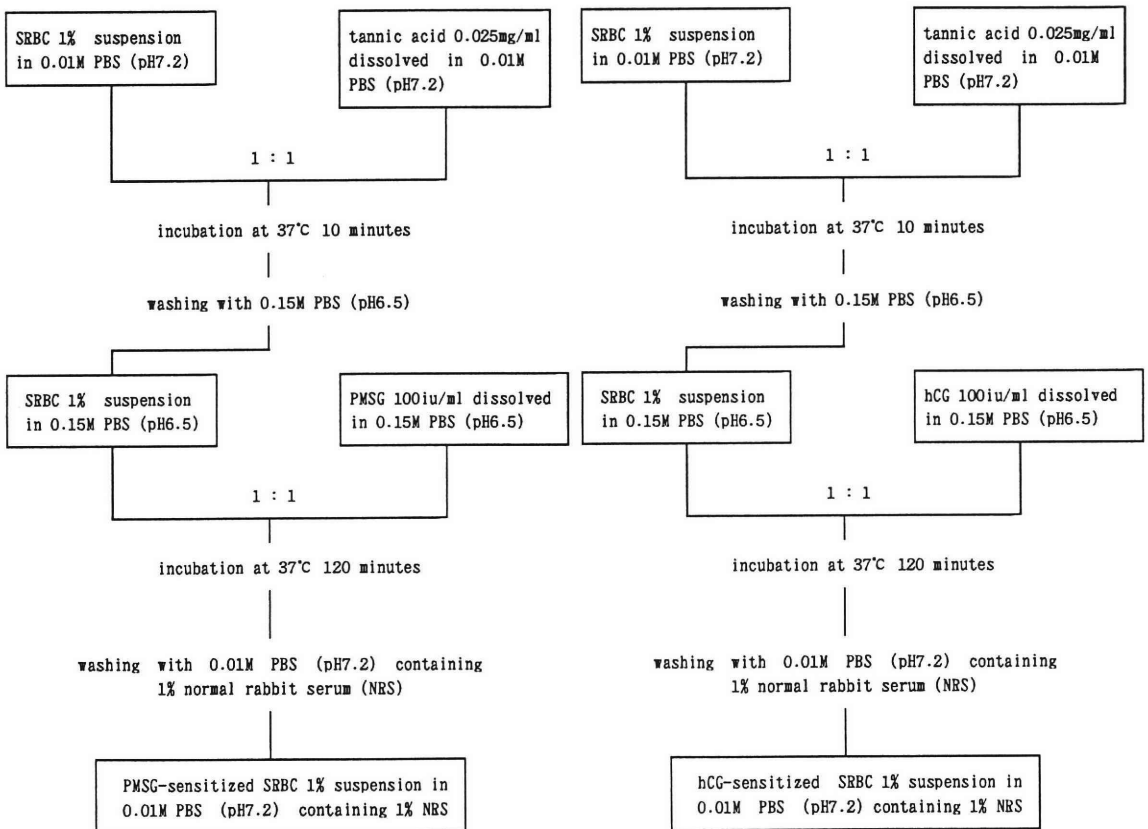 SRBC 1% suspension
in 0.01M PBS (pH7.2)
tannic acid 0.025mg/ml
dissolved in 0.01M
PBS (pH7.2)
1 : 1
incubation at 37℃ 10 minutes
washing with 0.15M PBS (pH6.5)
SRBC 1% suspension
in 0.15M PBS (pH6.5)
PMSG 100iu/ml dissolved
in 0.15M PBS (pH6.5)
1 : 1
incubation at 37℃ 120 minutes
washing with 0.01M PBS (pH7.2) containing
1% normal rabbit serum (NRS)
PMSG-sensitized SRBC 1% suspension in
0.01M PBS (pH7.2) containing 1% NRS
SRBC 1% suspension
in 0.01M PBS (pH7.2)
tannic acid 0.025mg/ml
dissolved in 0.01M
PBS (pH7.2)
1 : 1
incubation at 37℃ 10 minutes
washing with 0.15M PBS (pH6.5)
SRBC 1% suspension
in 0.15M PBS (pH6.5)
hCG 100iu/ml dissolved
in 0.15M PBS (pH6.5)
1 : 1
incubation at 37℃ 120 minutes
washing with 0.01M PBS (pH7.2) containing
1% normal rabbit serum (NRS)
hCG-sensitized SRBC 1% suspension in
0.01M PBS (pH7.2) containing 1% NRS